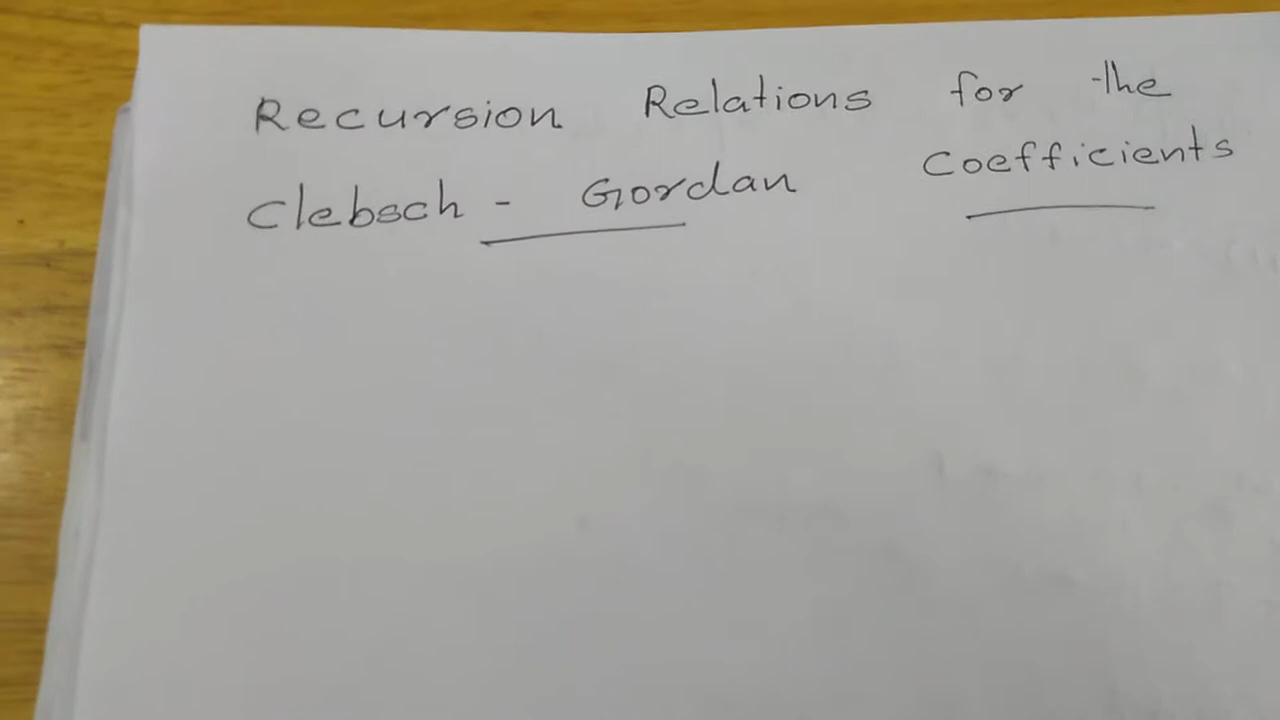 Recursion Relations for the
Clebsch - Gordan Coefficients